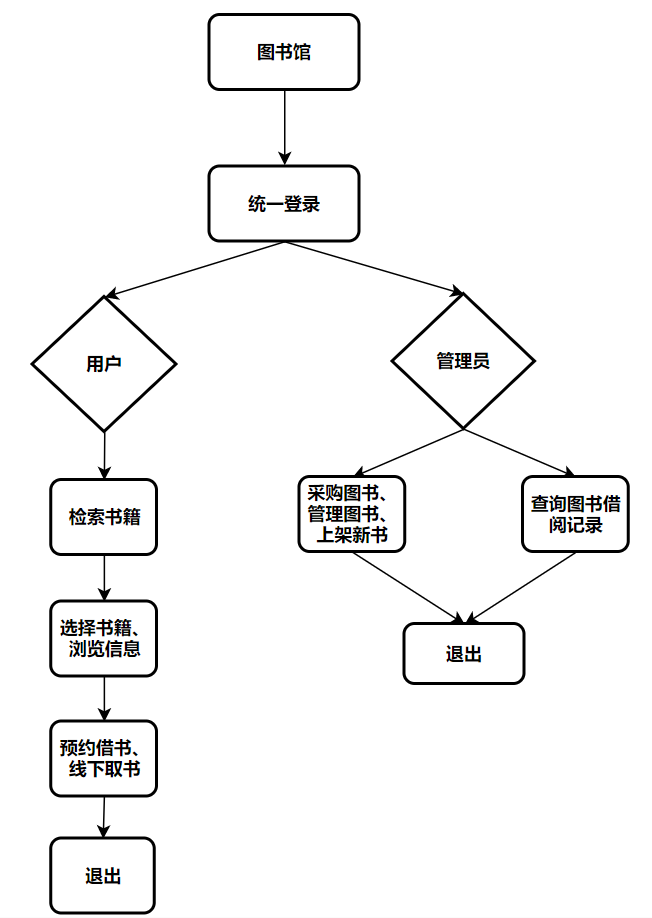 图书馆
统一登录
用户
管理员
检索书籍
采购图书、
管理图书、
上架新书
查询图书借
阅记录
选择书籍、
浏览信息
退出
预约借书、
线下取书
退出